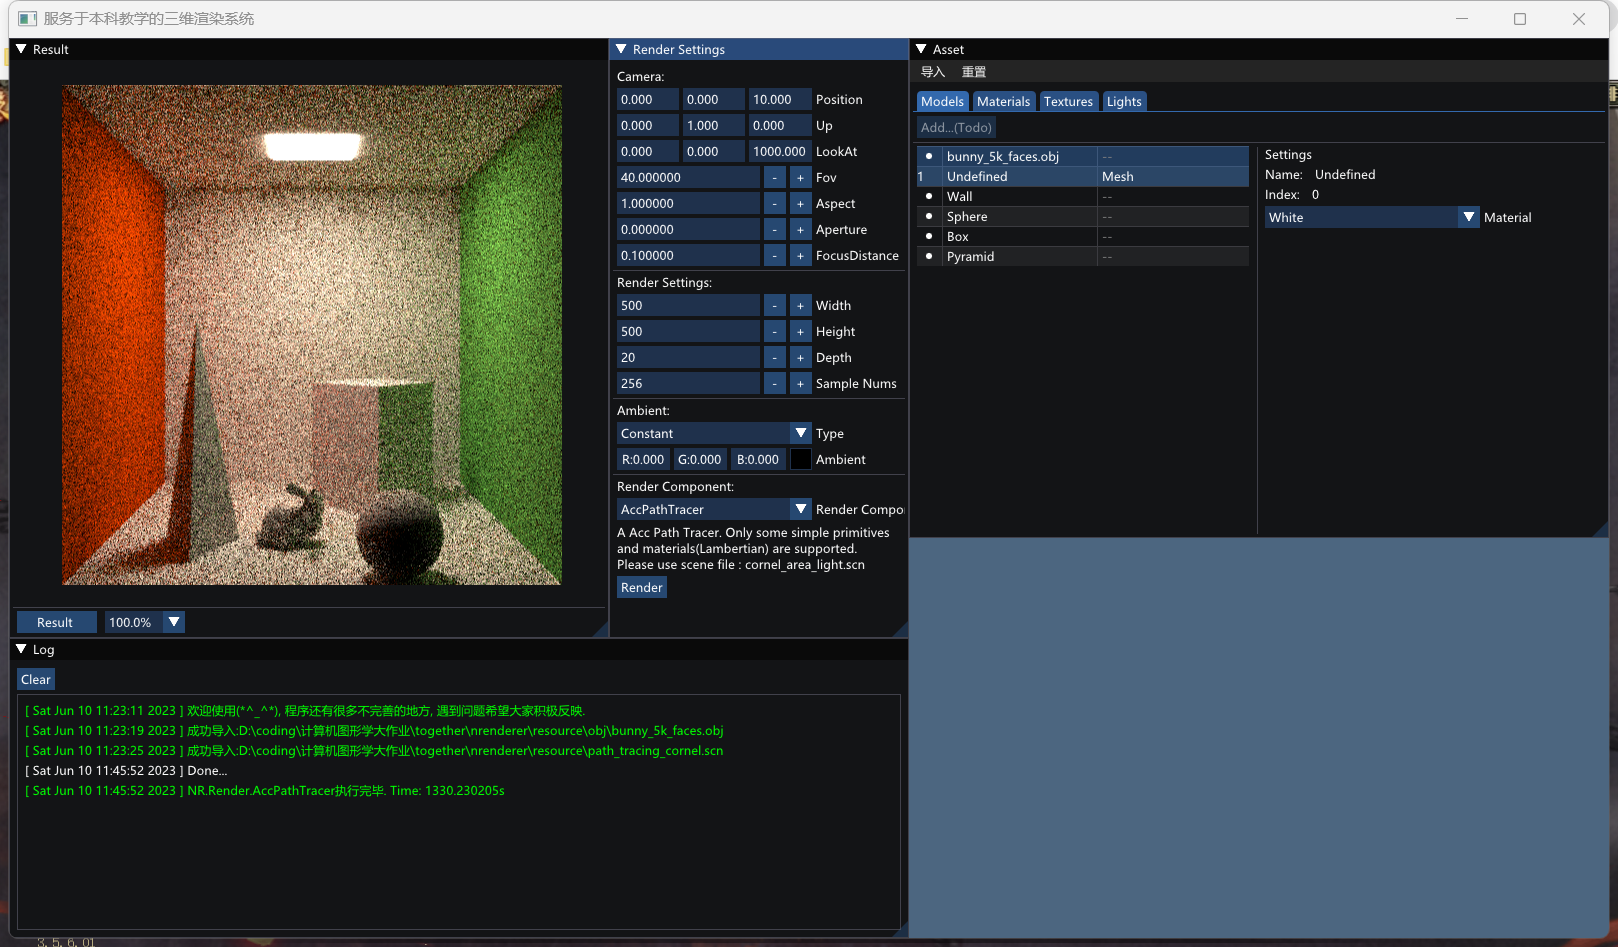 服务于本科教学的三维渲染系统
Result
Result
100.0%
Render Settings
Camera:
0.000 0.000 10.000 Position
0.000 1.000 0.000 Up
0.000 0.000 1000.000 LookAt
40.000000 - + Fov
1.000000 - + Aspect
0.000000 - + Aperture
0.100000 - + FocusDistance
Render Settings:
500 - + Width
500 - + Height
20 - + Depth
256 - + Sample Nums
Ambient:
Constant Type
R:0.000 G:0.000 B:0.000 Ambient
Render Component:
AccPathTracer Render Compo
A Acc Path Tracer. Only some simple primitives
and materials(Lambertian) are supported.
Please use scene file : cornel_area_light.scn
Render
Asset
导入 重置
Models Materials Textures Lights
Add...(Todo)
bunny_5k_faces.obj --
1 Undefined Mesh
Wall --
Sphere --
Box --
Pyramid --
Settings
Name: Undefined
Index: 0
White Material
Log
Clear
[ Sat Jun 10 11:23:11 2023 ] 欢迎使用(*^_^*), 程序还有很多不完善的地方, 遇到问题希望大家积极反映.
[ Sat Jun 10 11:23:19 2023 ] 成功导入:D:\coding\计算机图形学大作业\together\nrenderer\resource\obj\bunny_5k_faces.obj
[ Sat Jun 10 11:23:25 2023 ] 成功导入:D:\coding\计算机图形学大作业\together\nrenderer\resource\path_tracing_cornel.scn
[ Sat Jun 10 11:45:52 2023 ] Done...
[ Sat Jun 10 11:45:52 2023 ] NR.Render.AccPathTracer执行完毕. Time: 1330.230205s